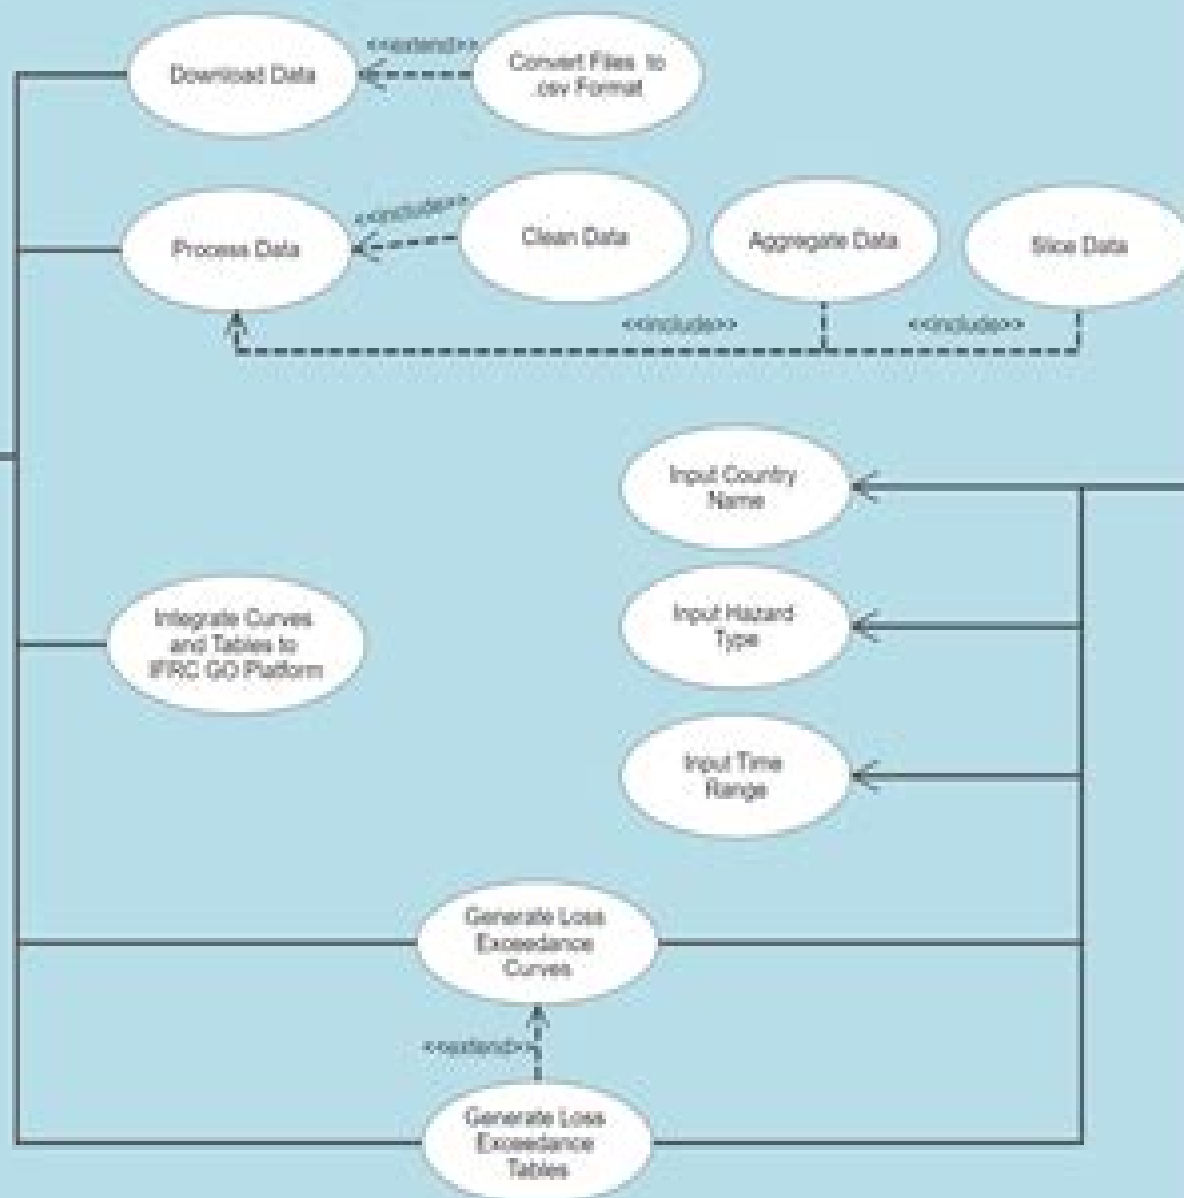 Download Data
<<extend>>
Convert Files to
.csv Format
Process Data
<<include>>
Clean Data
Aggregate Data
Slice Data
<<include>>
<<include>>
Input Country
Name
Input Hazard
Type
Integrate Curves
and Tables to
IFRC GO Platform
Input Time
Range
Generate Loss
Exceedance
Curves
<<extend>>
Generate Loss
Exceedance
Tables